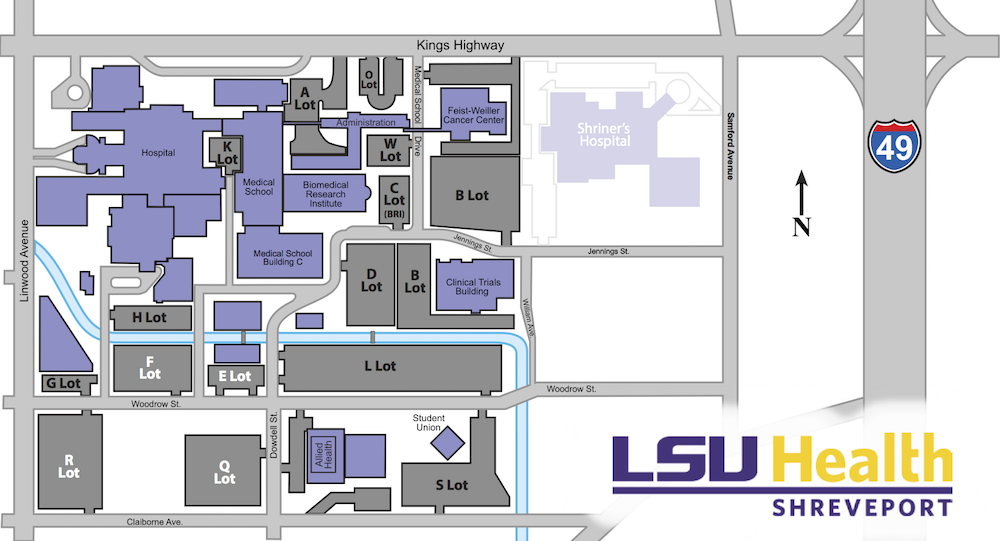 Kings Highway
O
Lot
A
Lot
Medical School Drive
Administration
Feist-Weiller
Cancer Center
Shriner's
Hospital
Samford Avenue
49
Hospital
K
Lot
W
Lot
Medical
School
Biomedical
Research
Institute
C
Lot
(BRI)
B Lot
N
Linwood Avenue
Medical School
Building C
Jennings St.
Jennings St.
D
Lot
B
Lot
Clinical Trials
Building
William Ave.
H Lot
F
Lot
G Lot
E Lot
L Lot
Woodrow St.
Woodrow St.
Dowdell St.
Student
Union
Allied
Health
R
Lot
Q
Lot
S Lot
Claiborne Ave.
LSU Health
SHREVEPORT